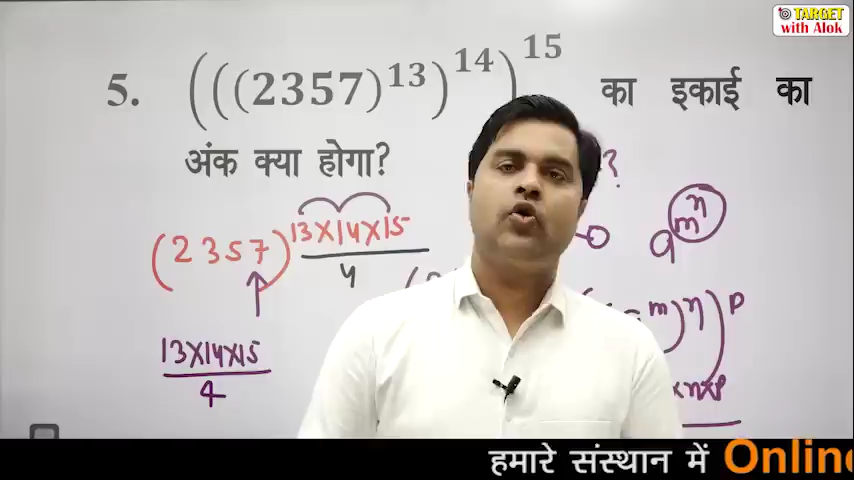 TARGET
with Alok
5. (((2357)^13)^14)^15 का इकाई का
अंक क्या होगा?
?
(2357)^13×14×15
4
a^m^n
13×14×15
4
m)n)p
×n×p
हमारे संस्थान में Online